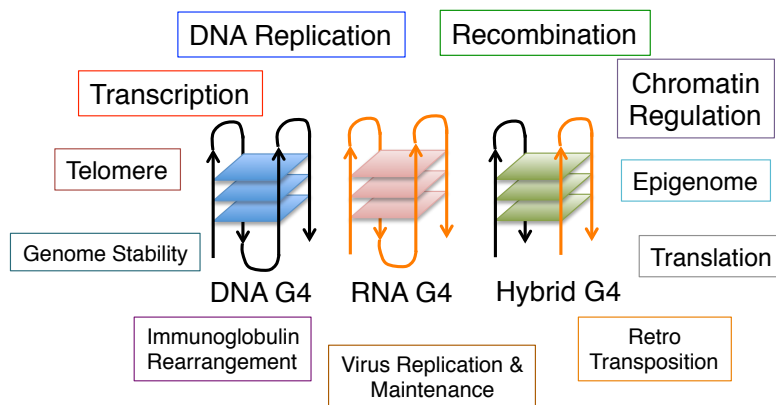 DNA Replication
Recombination
Transcription
Chromatin
Regulation
Telomere
Epigenome
Genome Stability
Translation
DNA G4
RNA G4
Hybrid G4
Immunoglobulin
Rearrangement
Virus Replication &
Maintenance
Retro
Transposition